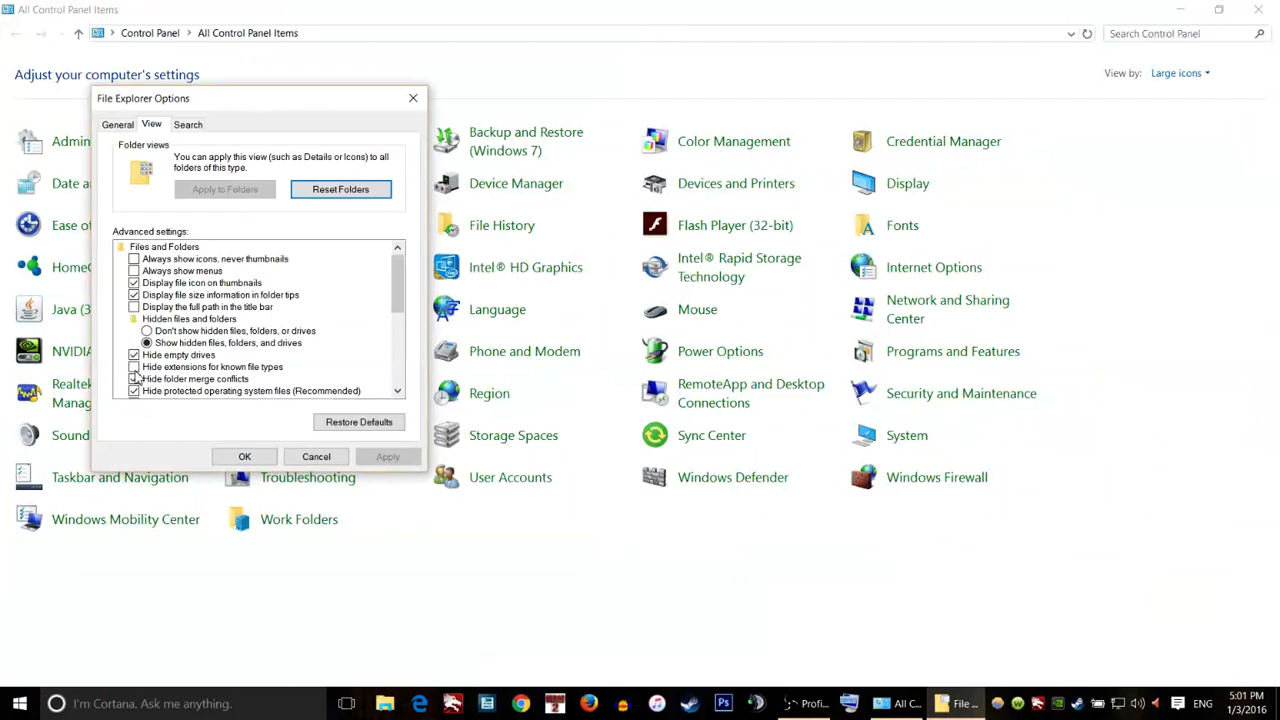 All Control Panel Items
Control Panel > All Control Panel Items
Search Control Panel
Adjust your computer's settings
View by: Large icons
File Explorer Options
General View Search
Folder views
You can apply this view (such as Details or Icons) to all
folders of this type.
Apply to Folders Reset Folders
Advanced settings:
Files and Folders
Always show icons, never thumbnails
Always show menus
Display file icon on thumbnails
Display file size information in folder tips
Display the full path in the title bar
Hidden files and folders
Don't show hidden files, folders, or drives
Show hidden files, folders, and drives
Hide empty drives
Hide extensions for known file types
Hide folder merge conflicts
Hide protected operating system files (Recommended)
Restore Defaults
OK Cancel Apply
Admin
Date a
Ease o
Home
Java (3
NVIDIA
Realtek
Manag
Sound
Backup and Restore
(Windows 7)
Color Management
Credential Manager
Device Manager
Devices and Printers
Display
File History
Flash Player (32-bit)
Fonts
Intel® HD Graphics
Intel® Rapid Storage
Technology
Internet Options
Language
Mouse
Network and Sharing
Center
Phone and Modem
Power Options
Programs and Features
Region
RemoteApp and Desktop
Connections
Security and Maintenance
Storage Spaces
Sync Center
System
Taskbar and Navigation
Troubleshooting
User Accounts
Windows Defender
Windows Firewall
Windows Mobility Center
Work Folders
I'm Cortana. Ask me anything.
Profi...
All C...
File ...
ENG
5:01 PM
1/3/2016